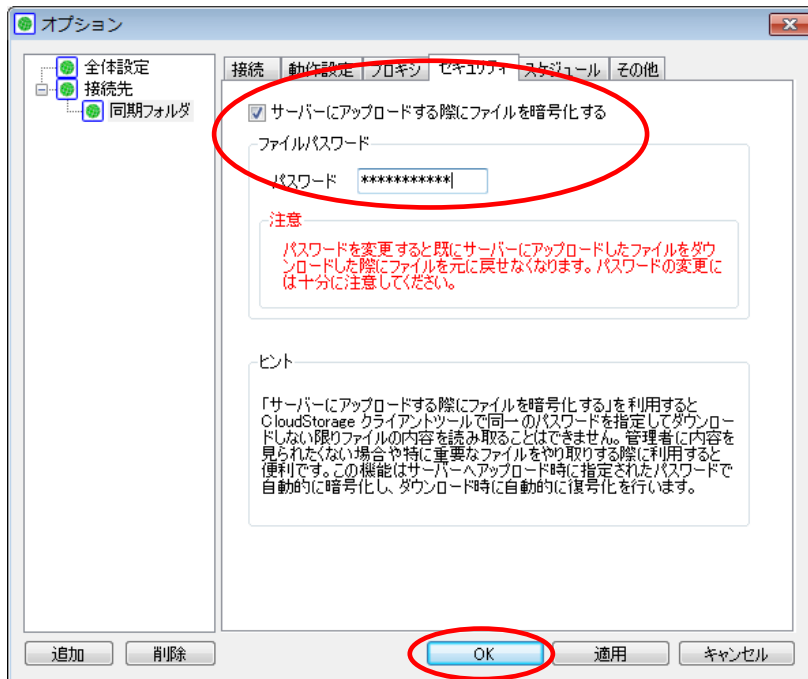 オプション
全体設定
接続先
同期フォルダ
接続 動作設定 プロキシ セキュリティ スケジュール その他
サーバーにアップロードする際にファイルを暗号化する
ファイルパスワード
パスワード ***********
注意
パスワードを変更すると既にサーバーにアップロードしたファイルをダウ
ンロードした際にファイルを元に戻せなくなります。パスワードの変更に
は十分に注意してください。
ヒント
「サーバーにアップロードする際にファイルを暗号化する」を利用すると
CloudStorage クライアントツールで同一のパスワードを指定してダウンロー
ドしない限りファイルの内容を読み取ることはできません。管理者に内容を
見られたくない場合や特に重要なファイルをやり取りする際に利用すると
便利です。この機能はサーバーへアップロード時に指定されたパスワードで
自動的に暗号化し、ダウンロード時に自動的に復号化を行います。
追加 削除 OK 適用 キャンセル